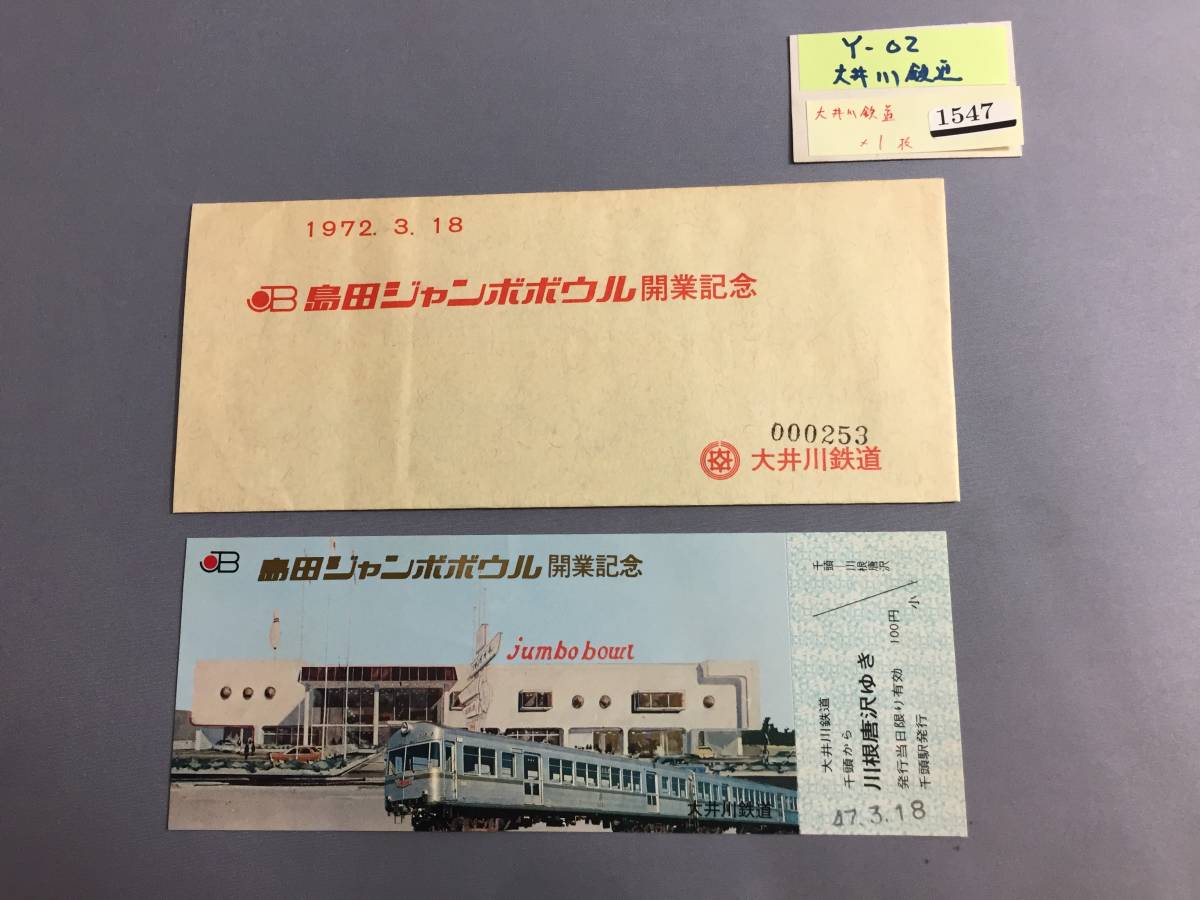 Y-02
大井川鉄道
大井川鉄道
1547
×1枚
1972. 3. 18
JB 島田ジャンボボウル開業記念
000253
大井川鉄道
JB 島田ジャンボボウル開業記念
jumbo bowl
大井川鉄道
千頭―川根唐沢
小
大井川鉄道
千頭から
川根唐沢ゆき
発行当日限り有効 100円
千頭駅発行
47.3.18